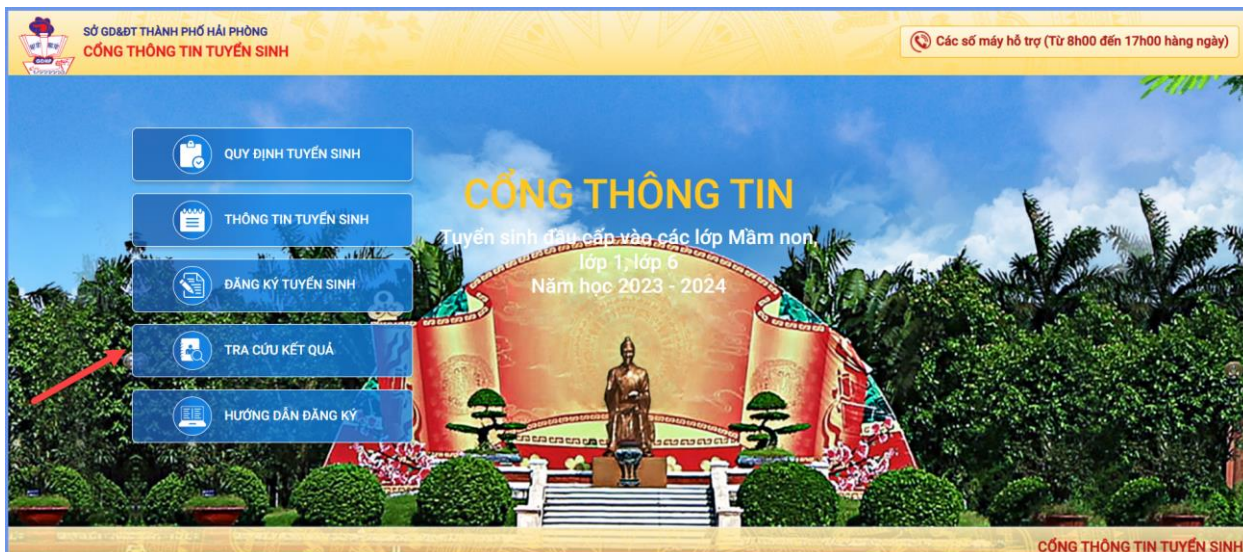 SỞ GD&ĐT THÀNH PHỐ HẢI PHÒNG
CỔNG THÔNG TIN TUYỂN SINH
Các số máy hỗ trợ (Từ 8h00 đến 17h00 hàng ngày)
QUY ĐỊNH TUYỂN SINH
THÔNG TIN TUYỂN SINH
ĐĂNG KÝ TUYỂN SINH
TRA CỨU KẾT QUẢ
HƯỚNG DẪN ĐĂNG KÝ
CỔNG THÔNG TIN
Tuyển sinh đầu cấp vào các lớp Mầm non,
lớp 1, lớp 6
Năm học 2023 - 2024
CỔNG THÔNG TIN TUYỂN SINH